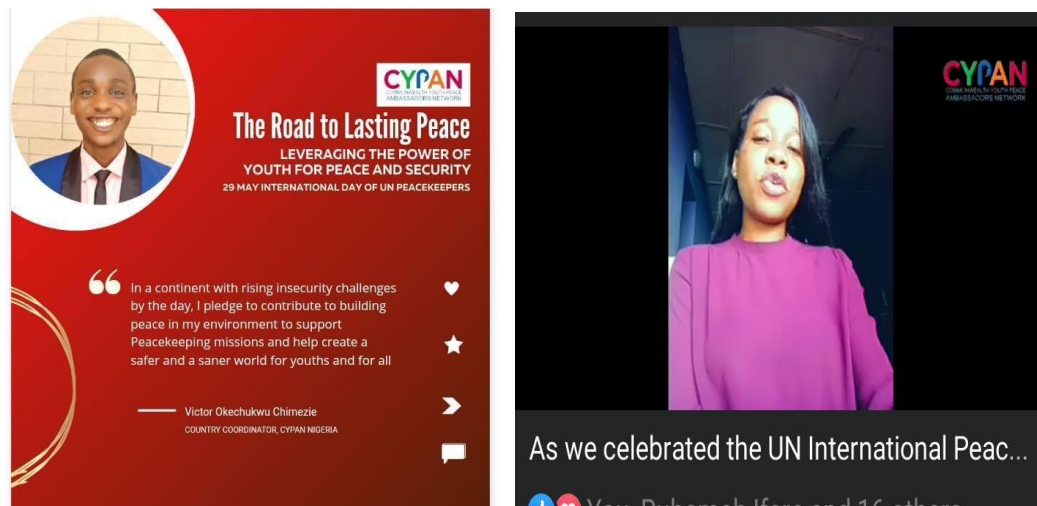 CYPAN
COMMONWEALTH YOUTH PEACE
AMBASSADORS NETWORK
The Road to Lasting Peace
LEVERAGING THE POWER OF
YOUTH FOR PEACE AND SECURITY
29 MAY INTERNATIONAL DAY OF UN PEACEKEEPERS
In a continent with rising insecurity challenges
by the day, I pledge to contribute to building
peace in my environment to support
Peacekeeping missions and help create a
safer and a saner world for youths and for all
Victor Okechukwu Chimezie
COUNTRY COORDINATOR, CYPAN NIGERIA
CYPAN
COMMONWEALTH YOUTH PEACE
AMBASSADORS NETWORK
As we celebrated the UN International Peac...
You, and 16 others